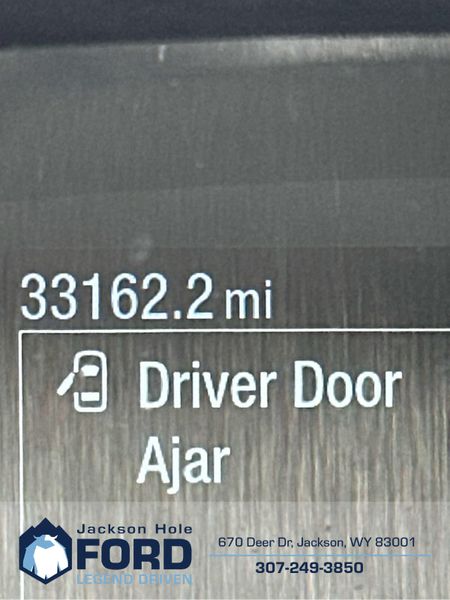 33162.2 mi
Driver Door
Ajar
Jackson Hole
FORD
LEGEND DRIVEN
670 Deer Dr, Jackson, WY 83001
307-249-3850